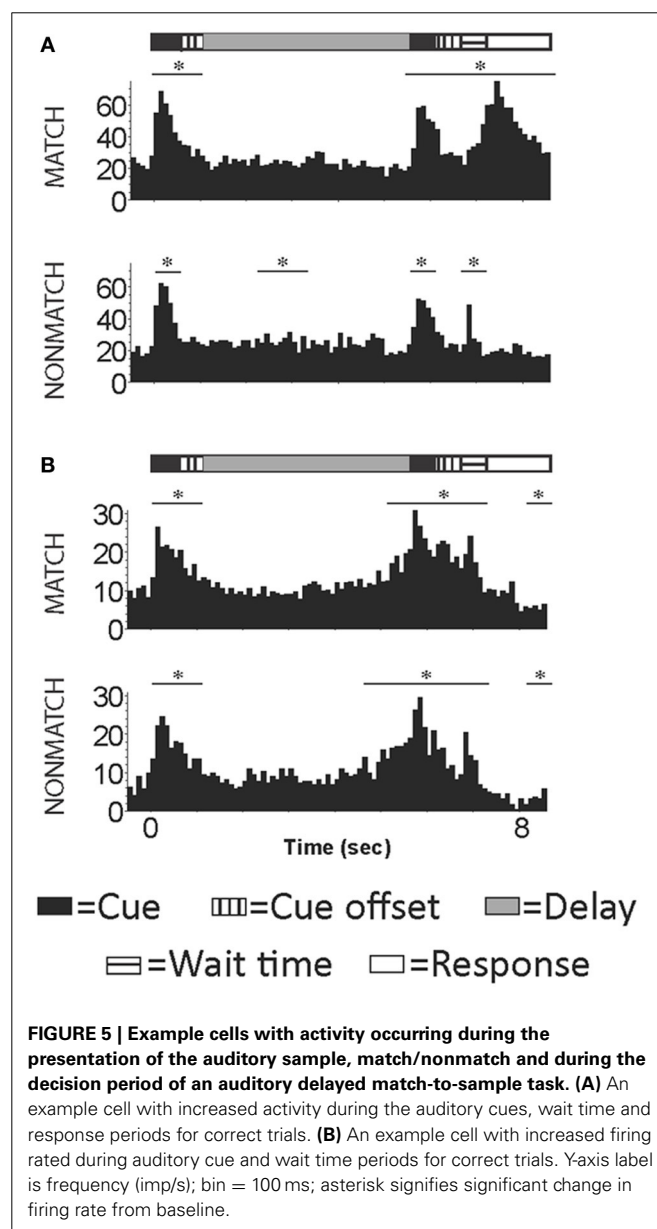 A
*
*
MATCH
60
40
20
0
*
*
*
*
NONMATCH
60
40
20
0
B
*
*
*
MATCH
30
20
10
0
*
*
*
NONMATCH
30
20
10
0
0
8
Time (sec)
=Cue =Cue offset =Delay
=Wait time =Response
FIGURE 5 | Example cells with activity occurring during the
presentation of the auditory sample, match/nonmatch and during the
decision period of an auditory delayed match-to-sample task. (A) An
example cell with increased activity during the auditory cues, wait time and
response periods for correct trials. (B) An example cell with increased firing
rated during auditory cue and wait time periods for correct trials. Y-axis label
is frequency (imp/s); bin = 100 ms; asterisk signifies significant change in
firing rate from baseline.